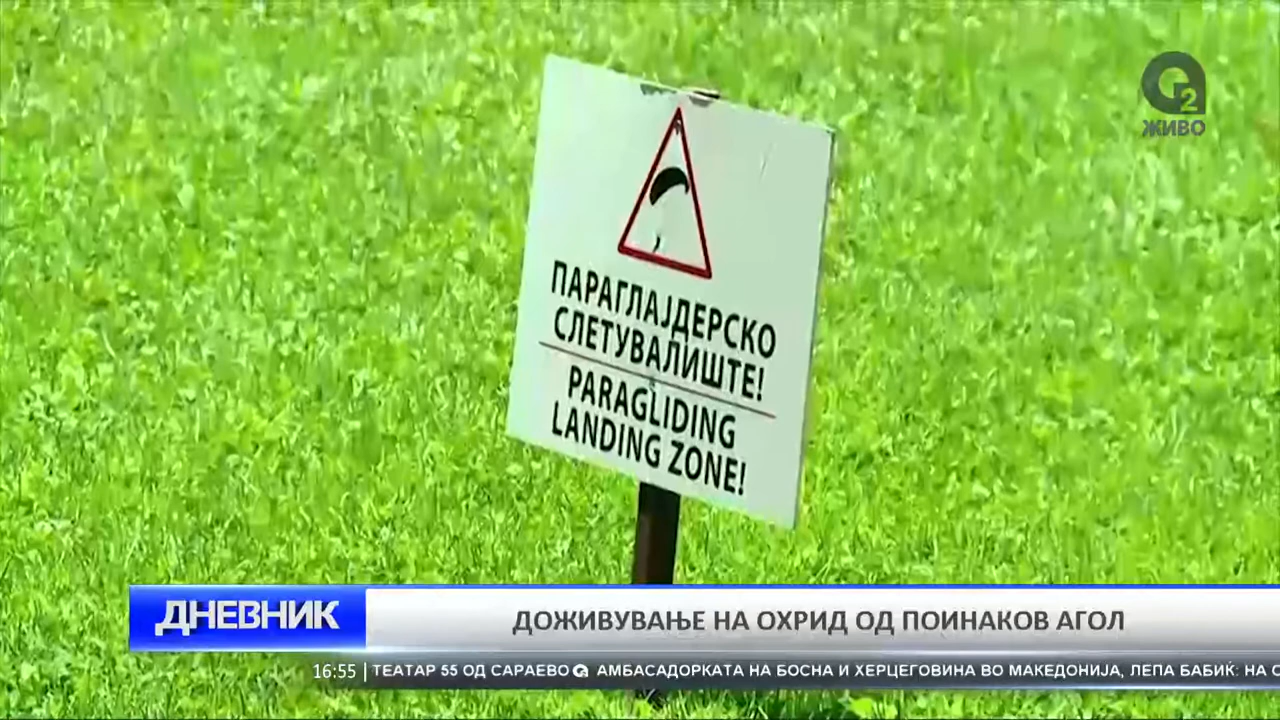 2
ЖИВО
ПАРАГЛАЈДЕРСКО
СЛЕТУВАЛИШТЕ!
PARAGLIDING
LANDING ZONE!
ДНЕВНИК
ДОЖИВУВАЊЕ НА ОХРИД ОД ПОИНАКОВ АГОЛ
16:55 ТЕАТАР 55 ОД САРАЕВО АМБАСАДОРКАТА НА БОСНА И ХЕРЦЕГОВИНА ВО МАКЕДОНИЈА, ЛЕПА БАБИЌ: НА С